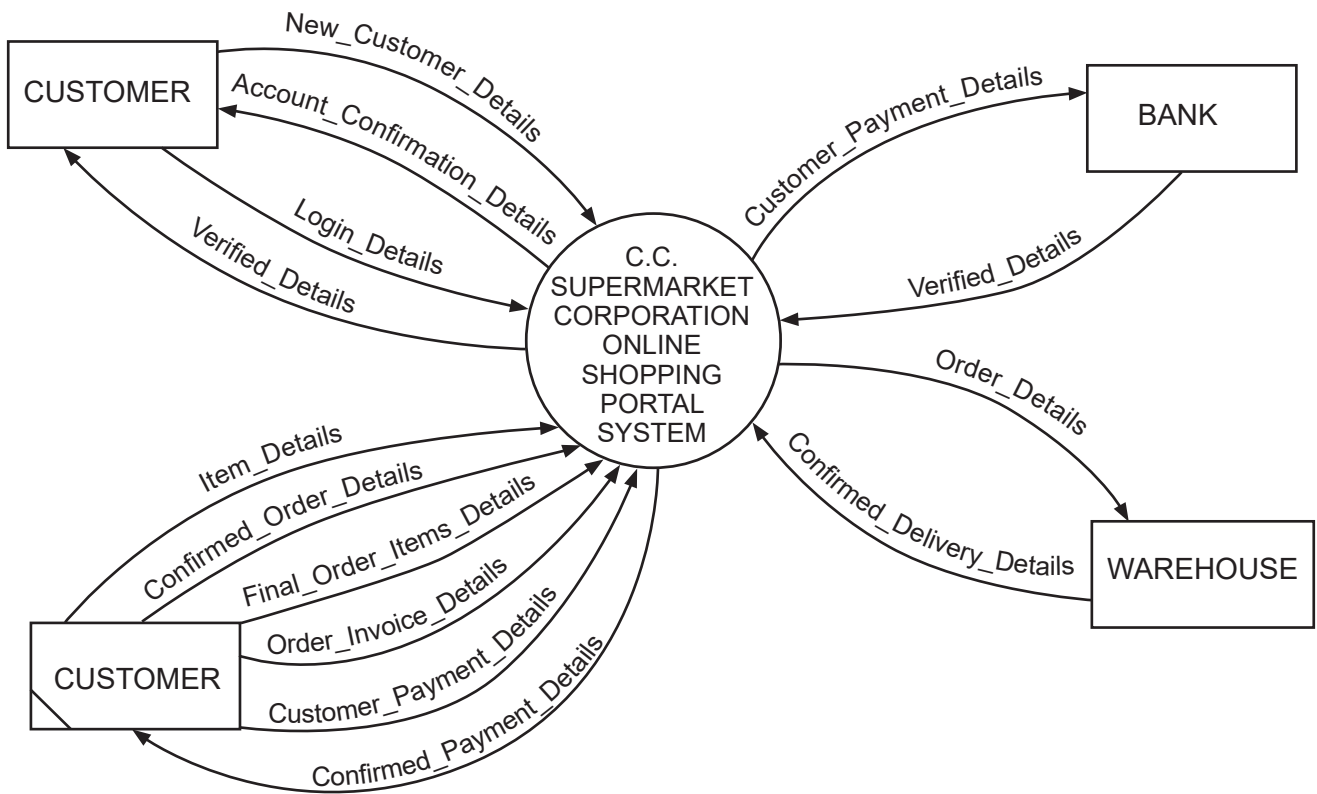 New_Customer_Details
CUSTOMER
Account_Confirmation_Details
Login_Details
Verified_Details
Customer_Payment_Details
BANK
Verified_Details
C.C.
SUPERMARKET
CORPORATION
ONLINE
SHOPPING
PORTAL
SYSTEM
Order_Details
Confirmed_Delivery_Details
WAREHOUSE
Item_Details
Confirmed_Order_Details
Final_Order_Items_Details
Order_Invoice_Details
CUSTOMER
Customer_Payment_Details
Confirmed_Payment_Details